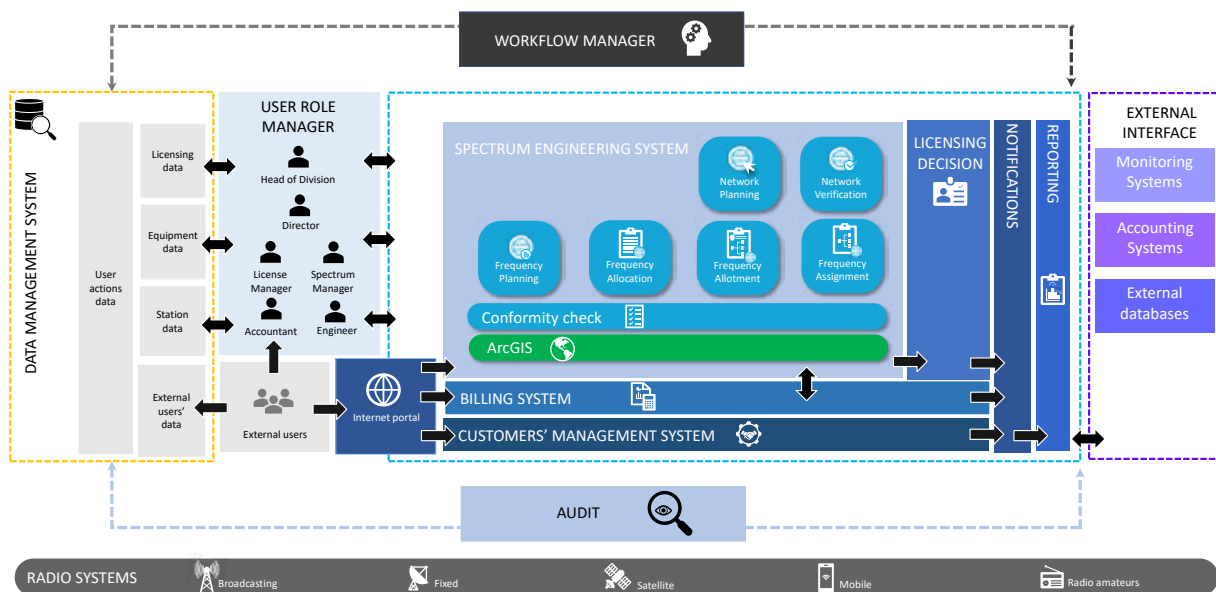 WORKFLOW MANAGER
DATA MANAGEMENT SYSTEM
User
actions
data
Licensing
data
Equipment
data
Station
data
External
users'
data
USER ROLE
MANAGER
Head of Division
Director
License
Manager
Spectrum
Manager
Accountant
Engineer
External users
Internet portal
SPECTRUM ENGINEERING SYSTEM
Network
Planning
Network
Verification
Frequency
Planning
Frequency
Allocation
Frequency
Allotment
Frequency
Assignment
Conformity check
ArcGIS
BILLING SYSTEM
CUSTOMERS' MANAGEMENT SYSTEM
LICENSING
DECISION
NOTIFICATIONS
REPORTING
EXTERNAL
INTERFACE
Monitoring
Systems
Accounting
Systems
External
databases
AUDIT
RADIO SYSTEMS
Broadcasting
Fixed
Satellite
Mobile
Radio amateurs